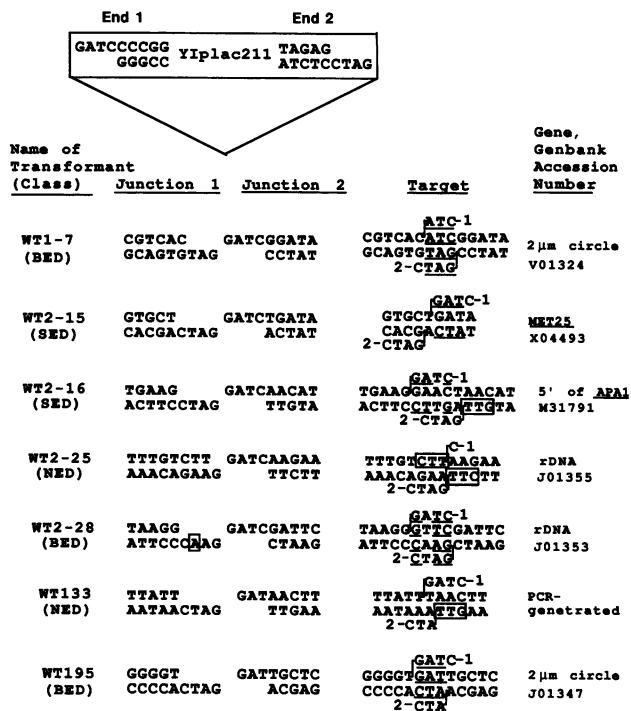 End 1 End 2
GATCCCCGG YIplac211 TAGAG
GGGCC ATCTCCTAG
Name of Transformant (Class) Junction 1 Junction 2 Target Gene, Genbank Accession Number
ATC-1
WT1-7 CGTCAC GATCGGATA CGTCACATCGGATA 2μm circle
(BED) GCAGTGTAG CCTAT GCAGTGTAGCCTAT V01324
2-CTAG
GATC-1
WT2-15 GTGCT GATCTGATA GTGCTGATA MET25
(SED) CACGACTAG ACTAT CACGACTAT X04493
2-CTAG
GATC-1
WT2-16 TGAAG GATCAACAT TGAAGGAACTAACAT 5' of APA1
(SED) ACTTCCTAG TTGTA ACTTCCTTGATTGTA M31791
2-CTAG
C-1
WT2-25 TTTGTCTT GATCAAGAA TTTGTCTTAAGAA rDNA
(NED) AAACAGAAG TTCTT AAACAGAATTCTT J01355
2-CTAG
GATC-1
WT2-28 TAAGG GATCGATTC TAAGGGTTCGATTC rDNA
(BED) ATTCCCAAG CTAAG ATTCCCAAGCTAAG J01353
CTAG
GATC-1
WT133 TTATT GATAACTT TTATTTAACTT PCR-
(NED) AATAACTAG TTGAA AATAAATTGAA genetrated
2-CTA
GATC-1
WT195 GGGGT GATTGCTC GGGGTGATTGCTC 2μm circle
(BED) CCCCACTAG ACGAG CCCCACTAACGAG J01347
2-CTA